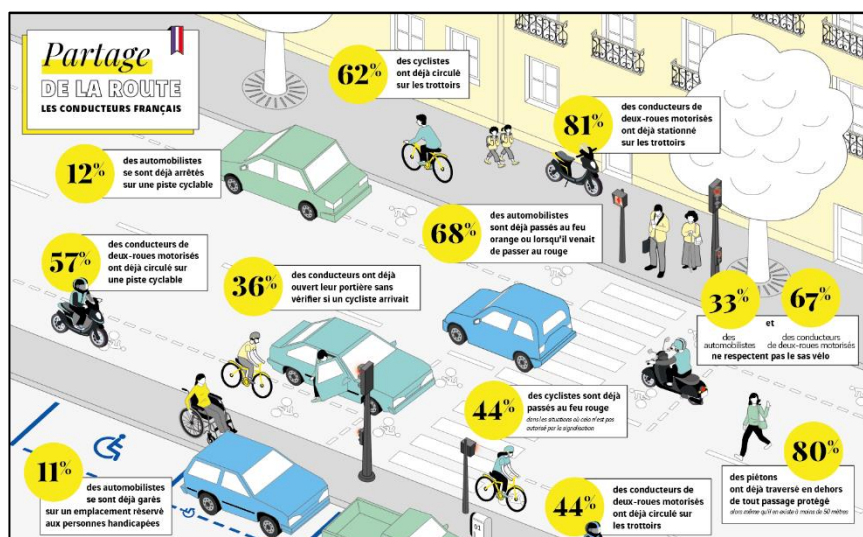 Partage
DE LA ROUTE
LES CONDUCTEURS FRANÇAIS
62%
des cyclistes
ont déjà circulé
sur les trottoirs
81%
des conducteurs de
deux-roues motorisés
ont déjà stationné
sur les trottoirs
12%
des automobilistes
se sont déjà arrêtés
sur une piste cyclable
68%
des automobilistes
sont déjà passés au feu
orange ou lorsqu'il venait
de passer au rouge
57%
des conducteurs de
deux-roues motorisés
ont déjà circulé sur
une piste cyclable
36%
des conducteurs ont déjà
ouvert leur portière sans
vérifier si un cycliste arrivait
33%
des
automobilistes
et
67%
des conducteurs
de deux-roues motorisés
ne respectent pas le sas vélo
44%
des cyclistes sont déjà
passés au feu rouge
dans les situations où cela n'est pas
autorisé par la signalisation
80%
des piétons
ont déjà traversé en dehors
de tout passage protégé
alors même qu'il en existe à moins de 50 mètres
11%
des automobilistes
se sont déjà garés
sur un emplacement réservé
aux personnes handicapées
44%
des conducteurs de
deux-roues motorisés
ont déjà circulé sur
les trottoirs